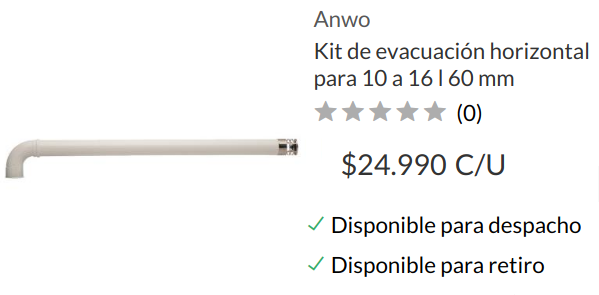 Anwo
Kit de evacuación horizontal
para 10 a 16 l 60 mm
(0)
$24.990 C/U
Disponible para despacho
Disponible para retiro